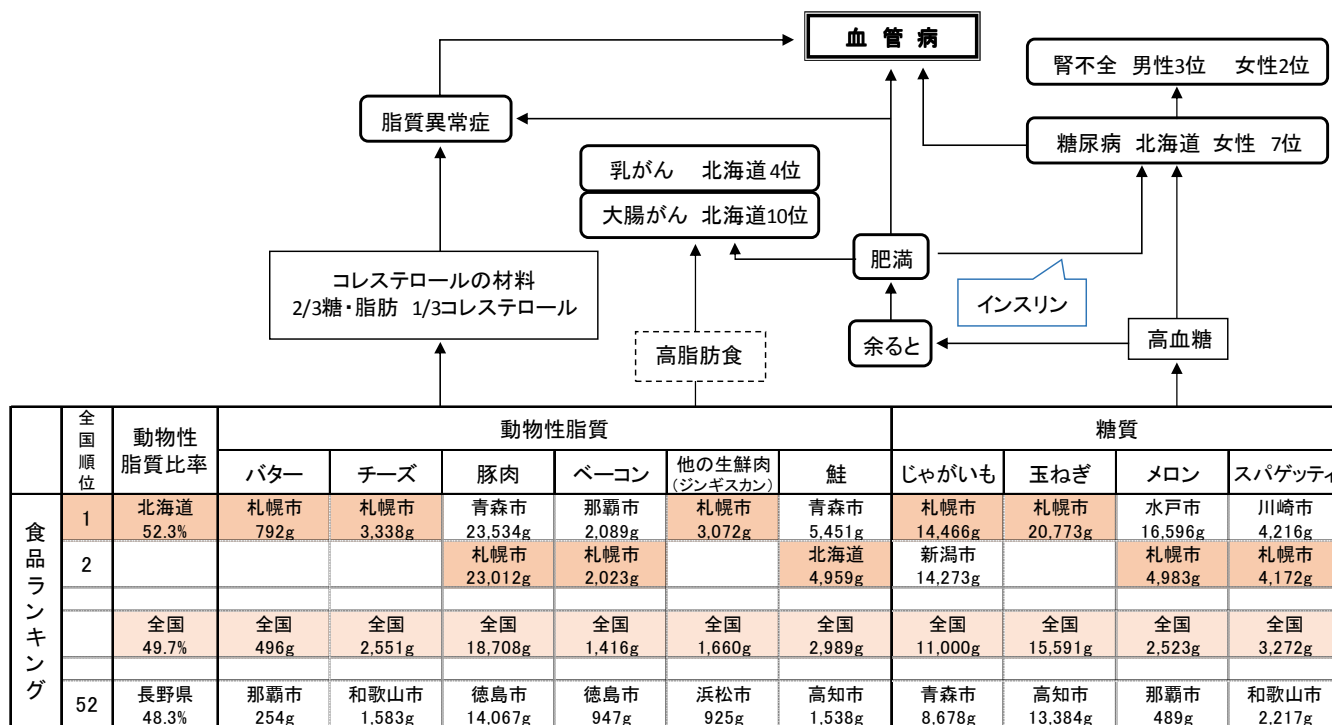 血 管 病
腎不全 男性3位 女性2位
脂質異常症
糖尿病 北海道 女性 7位
乳がん 北海道4位
大腸がん 北海道10位
肥満
コレステロールの材料
2/3糖・脂肪 1/3コレステロール
インスリン
高脂肪食
余ると
高血糖
全国順位 動物性脂質比率 動物性脂質 糖質
バター チーズ 豚肉 ベーコン 他の生鮮肉(ジンギスカン) 鮭 じゃがいも 玉ねぎ メロン スパゲッティ
食品ランキング
1 北海道 札幌市 札幌市 青森市 那覇市 札幌市 青森市 札幌市 札幌市 水戸市 川崎市
52.3% 792g 3,338g 23,534g 2,089g 3,072g 5,451g 14,466g 20,773g 16,596g 4,216g
2 札幌市 札幌市 北海道 新潟市 札幌市 札幌市
23,012g 2,023g 4,959g 14,273g 4,983g 4,172g
全国 全国 全国 全国 全国 全国 全国 全国 全国 全国 全国
49.7% 496g 2,551g 18,708g 1,416g 1,660g 2,989g 11,000g 15,591g 2,523g 3,272g
52 長野県 那覇市 和歌山市 徳島市 徳島市 浜松市 高知市 青森市 高知市 那覇市 和歌山市
48.3% 254g 1,583g 14,067g 947g 925g 1,538g 8,678g 13,384g 489g 2,217g